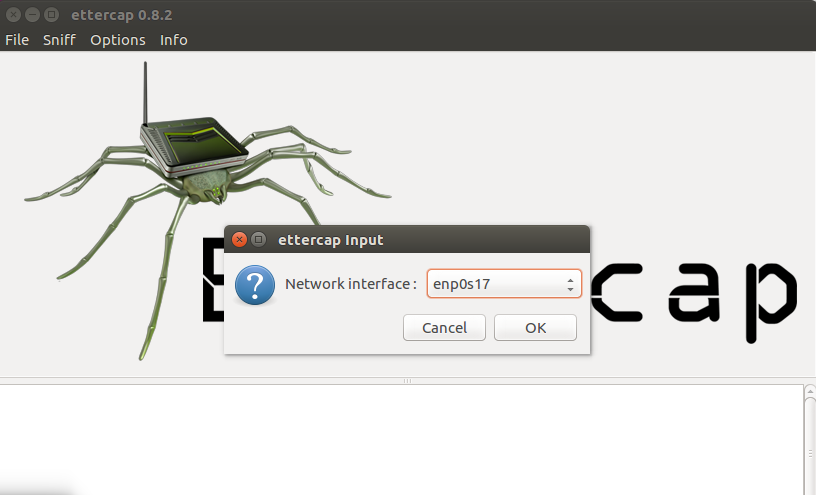 ettercap 0.8.2
File Sniff Options Info
ettercap Input
Network interface : enp0s17
Cancel OK
cap